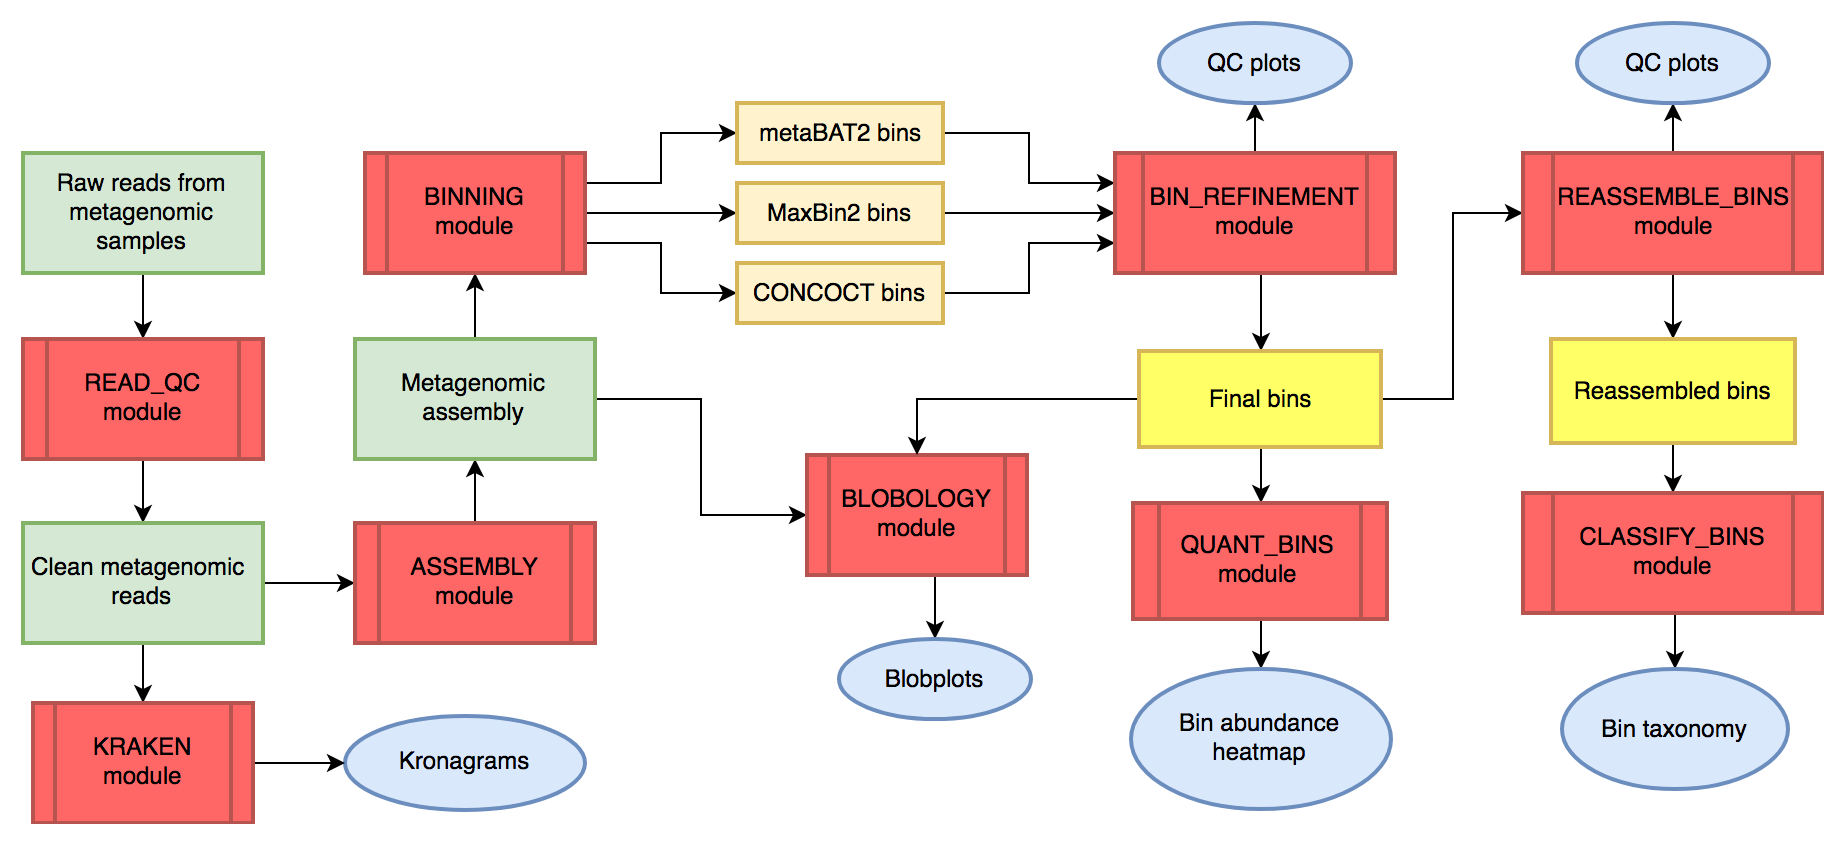 Raw reads from
metagenomic
samples
READ_QC
module
Clean metagenomic
reads
KRAKEN
module
Kronagrams
ASSEMBLY
module
Metagenomic
assembly
BINNING
module
metaBAT2 bins
MaxBin2 bins
CONCOCT bins
BLOBOLOGY
module
Blobplots
QC plots
BIN_REFINEMENT
module
Final bins
QUANT_BINS
module
Bin abundance
heatmap
QC plots
REASSEMBLE_BINS
module
Reassembled bins
CLASSIFY_BINS
module
Bin taxonomy